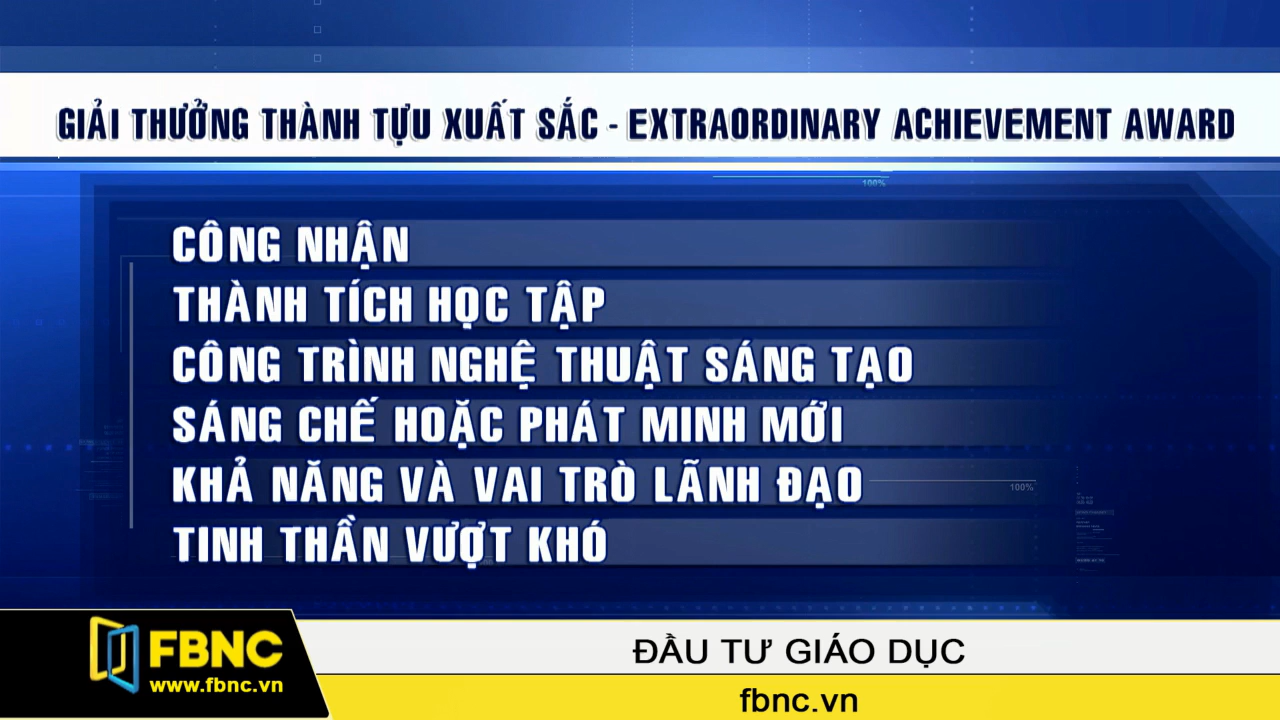 GIẢI THƯỞNG THÀNH TỰU XUẤT SẮC - EXTRAORDINARY ACHIEVEMENT AWARD
100%
CÔNG NHẬN
THÀNH TÍCH HỌC TẬP
CÔNG TRÌNH NGHỆ THUẬT SÁNG TẠO
SÁNG CHẾ HOẶC PHÁT MINH MỚI
KHẢ NĂNG VÀ VAI TRÒ LÃNH ĐẠO
100%
TINH THẦN VƯỢT KHÓ
FBNC
www.fbnc.vn
ĐẦU TƯ GIÁO DỤC
fbnc.vn